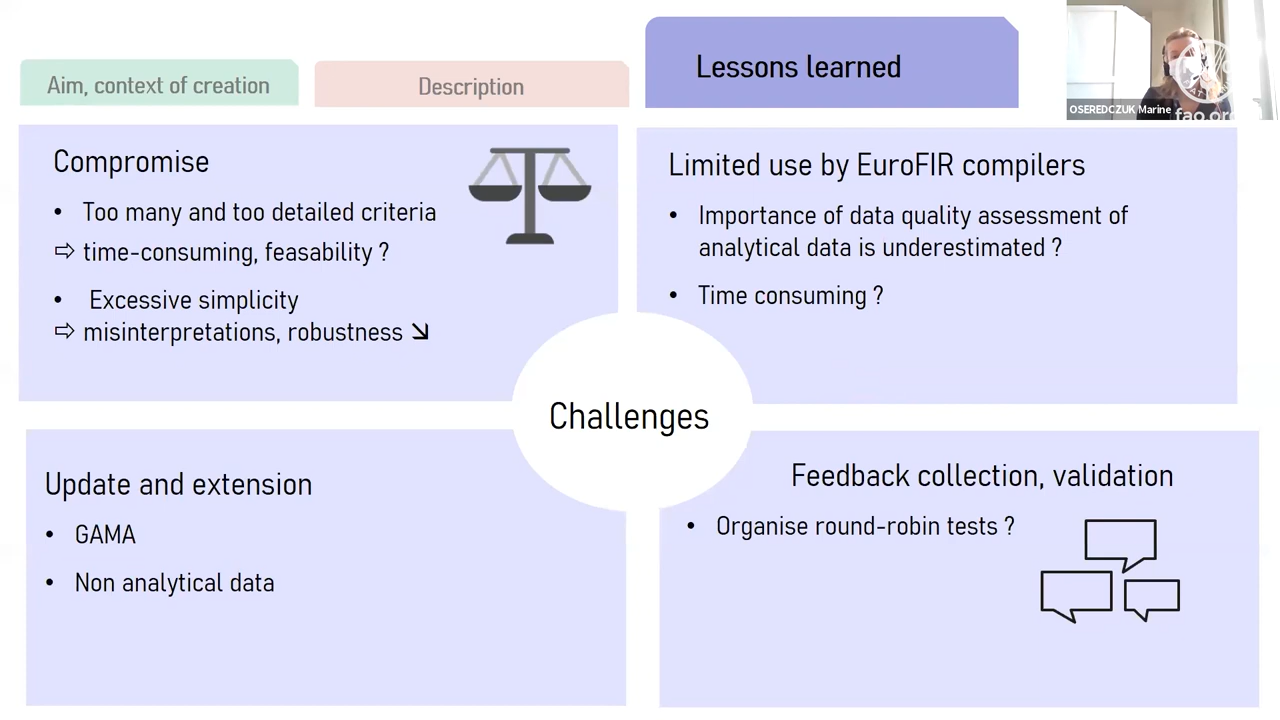 Aim, context of creation
Description
Lessons learned
OSEREDCZUK Marine
fao.org
Compromise
• Too many and too detailed criteria
⇨ time-consuming, feasability ?
• Excessive simplicity
⇨ misinterpretations, robustness ↘
Limited use by EuroFIR compilers
• Importance of data quality assessment of
analytical data is underestimated ?
• Time consuming ?
Challenges
Update and extension
• GAMA
• Non analytical data
Feedback collection, validation
• Organise round-robin tests ?